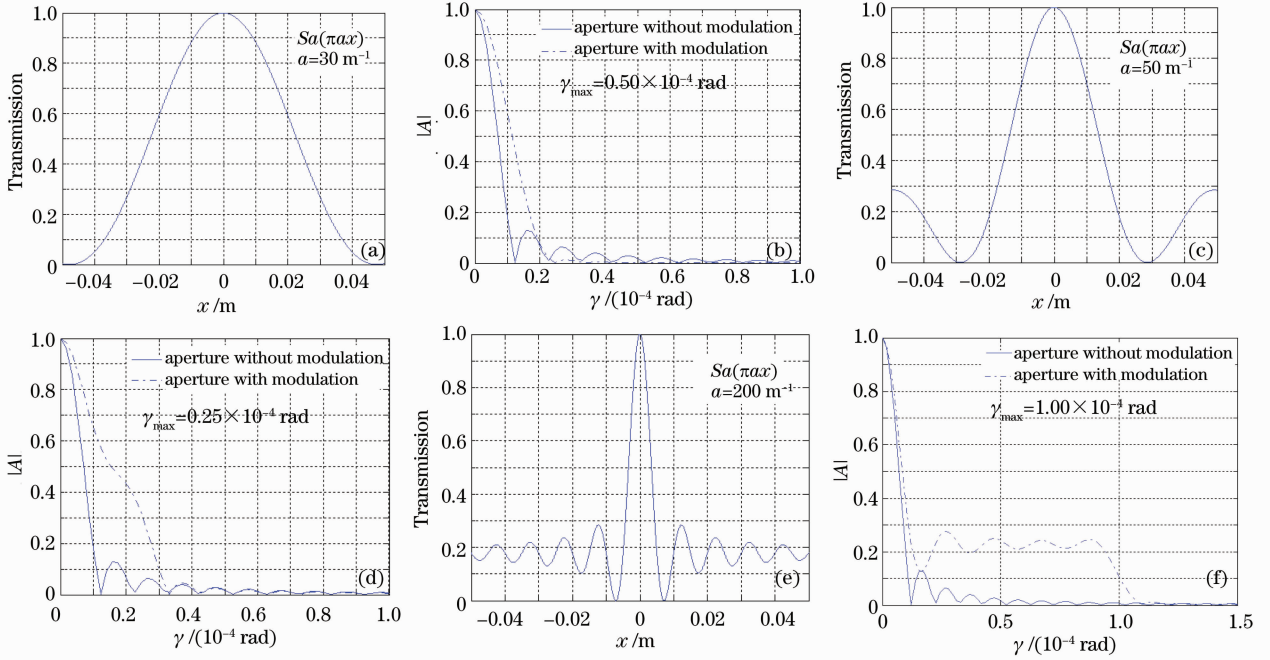 1.0
0.8
0.6
0.4
0.2
0
Transmission
Sa(πax)
a=30 m⁻¹
(a)
−0.04 −0.02 0 0.02 0.04
x /m
1.0
0.8
0.6
0.4
0.2
0
|A|
aperture without modulation
aperture with modulation
γmax=0.50×10⁻⁴ rad
(b)
0 0.2 0.4 0.6 0.8 1.0
γ /(10⁻⁴ rad)
1.0
0.8
0.6
0.4
0.2
0
Transmission
Sa(πax)
a=50 m⁻¹
(c)
−0.04 −0.02 0 0.02 0.04
x /m
1.0
0.8
0.6
0.4
0.2
0
|A|
aperture without modulation
aperture with modulation
γmax=0.25×10⁻⁴ rad
(d)
0 0.2 0.4 0.6 0.8 1.0
γ /(10⁻⁴ rad)
1.0
0.8
0.6
0.4
0.2
0
Transmission
Sa(πax)
a=200 m⁻¹
(e)
−0.04 −0.02 0 0.02 0.04
x /m
1.0
0.8
0.6
0.4
0.2
0
|A|
aperture without modulation
aperture with modulation
γmax=1.00×10⁻⁴ rad
(f)
0 0.5 1.0 1.5
γ /(10⁻⁴ rad)